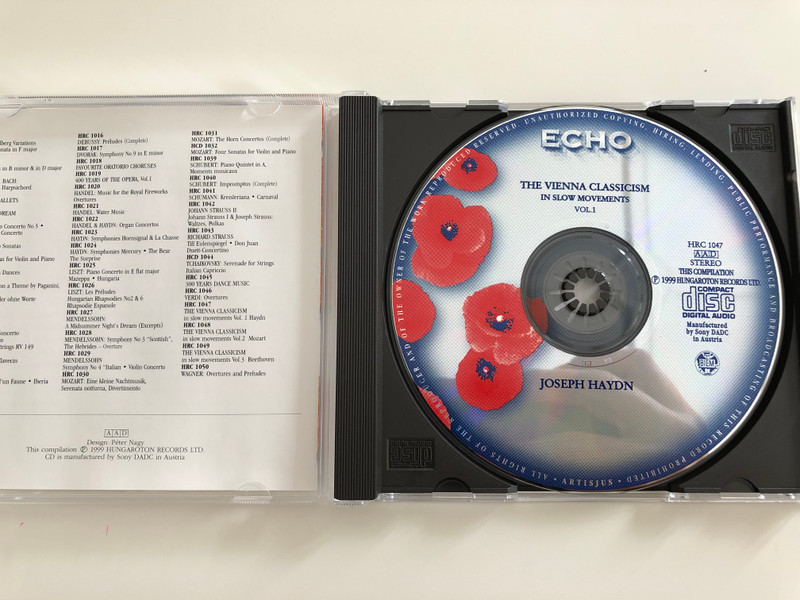 dberg Variations
onata in F major
in B minor & in D major
BACH
Harpsichord
ALLETS
DREAM
Concerto No.3 •
Sonatas
as for Violin and Piano
Dances
on a Theme by Paganini,
der ohne Worte
oncerto
trings RV 149
lavecin
d'un Faune • Iberia
HRC 1016
DEBUSSY: Préludes (Complete)
HRC 1017
DVORAK: Symphony No.9 in E minor
HRC 1018
FAVOURITE ORATORIO CHORUSES
HRC 1019
400 YEARS OF THE OPERA, Vol.1
HRC 1020
HANDEL: Music for the Royal Fireworks
Overtures
HRC 1021
HANDEL: Water Music
HRC 1022
HANDEL & HAYDN: Organ Concertos
HRC 1023
HAYDN: Symphonies Hornsignal & La Chasse
HRC 1024
HAYDN: Symphonies Mercury • The Bear
The Surprise
HRC 1025
LISZT: Piano Concerto in E flat major
Mazeppa • Hungaria
HRC 1026
LISZT: Les Préludes
Hungarian Rhapsodies No2 & 6
Rhapsodie Espanole
HRC 1027
MENDELSSOHN:
A Midsummer Night's Dream (Excerpts)
HRC 1028
MENDELSSOHN: Symphony No 3 "Scottish",
The Hebrides – Overture
HRC 1029
MENDELSSOHN
Symphony No 4 "Italian • Violin Concerto
HRC 1030
MOZART: Eine kleine Nachtmusik,
Serenata notturna, Divertimento
HRC 1031
MOZART: The Horn Concertos (Complete)
HCD 1032
MOZART: Four Sonatas for Violin and Piano
HRC 1039
SCHUBERT: Piano Quintet in A,
Moments musicaux
HRC 1040
SCHUBERT: Impromptus (Complete)
HRC 1041
SCHUMANN: Kreisleriana • Carnaval
HRC 1042
JOHANN STRAUSS II
Johann Strauss I & Joseph Strauss:
Waltzes, Polkas
HRC 1043
RICHARD STRAUSS
Till Eulenspiegel • Don Juan
Duett-Concertino
HCD 1044
TCHAIKOVSKY: Serenade for Strings
Italian Capriccio
HRC 1045
300 YEARS DANCE MUSIC
HRC 1046
VERDI: Overtures
HRC 1047
THE VIENNA CLASSICISM
in slow movements Vol. 1 Haydn
HRC 1048
THE VIENNA CLASSICISM
in slow movements Vol.2 Mozart
HRC 1049
THE VIENNA CLASSICISM
in slow movements Vol.3 Beethoven
HRC 1050
WAGNER: Overtures and Préludes
AAD
Design: Péter Nagy
This compilation ℗ 1999 HUNGAROTON RECORDS LTD.
CD is manufactured by Sony DADC in Austria
ECHO
THE VIENNA CLASSICISM
IN SLOW MOVEMENTS
VOL.1
HRC 1047
AAD
STEREO
THIS COMPILATION
℗ 1999 HUNGAROTON RECORDS LTD.
COMPACT
disc
DIGITAL AUDIO
Manufactured
by Sony DADC
in Austria
BIEM
JOSEPH HAYDN
ALL RIGHTS OF THE REPRODUCER AND OF THE OWNER OF THE WORK REPRODUCED RESERVED. UNAUTHORIZED COPYING, HIRING, LENDING, PUBLIC PERFORMANCE AND BROADCASTING OF THIS RECORD PROHIBITED • ARTISJUS •
disc
disc